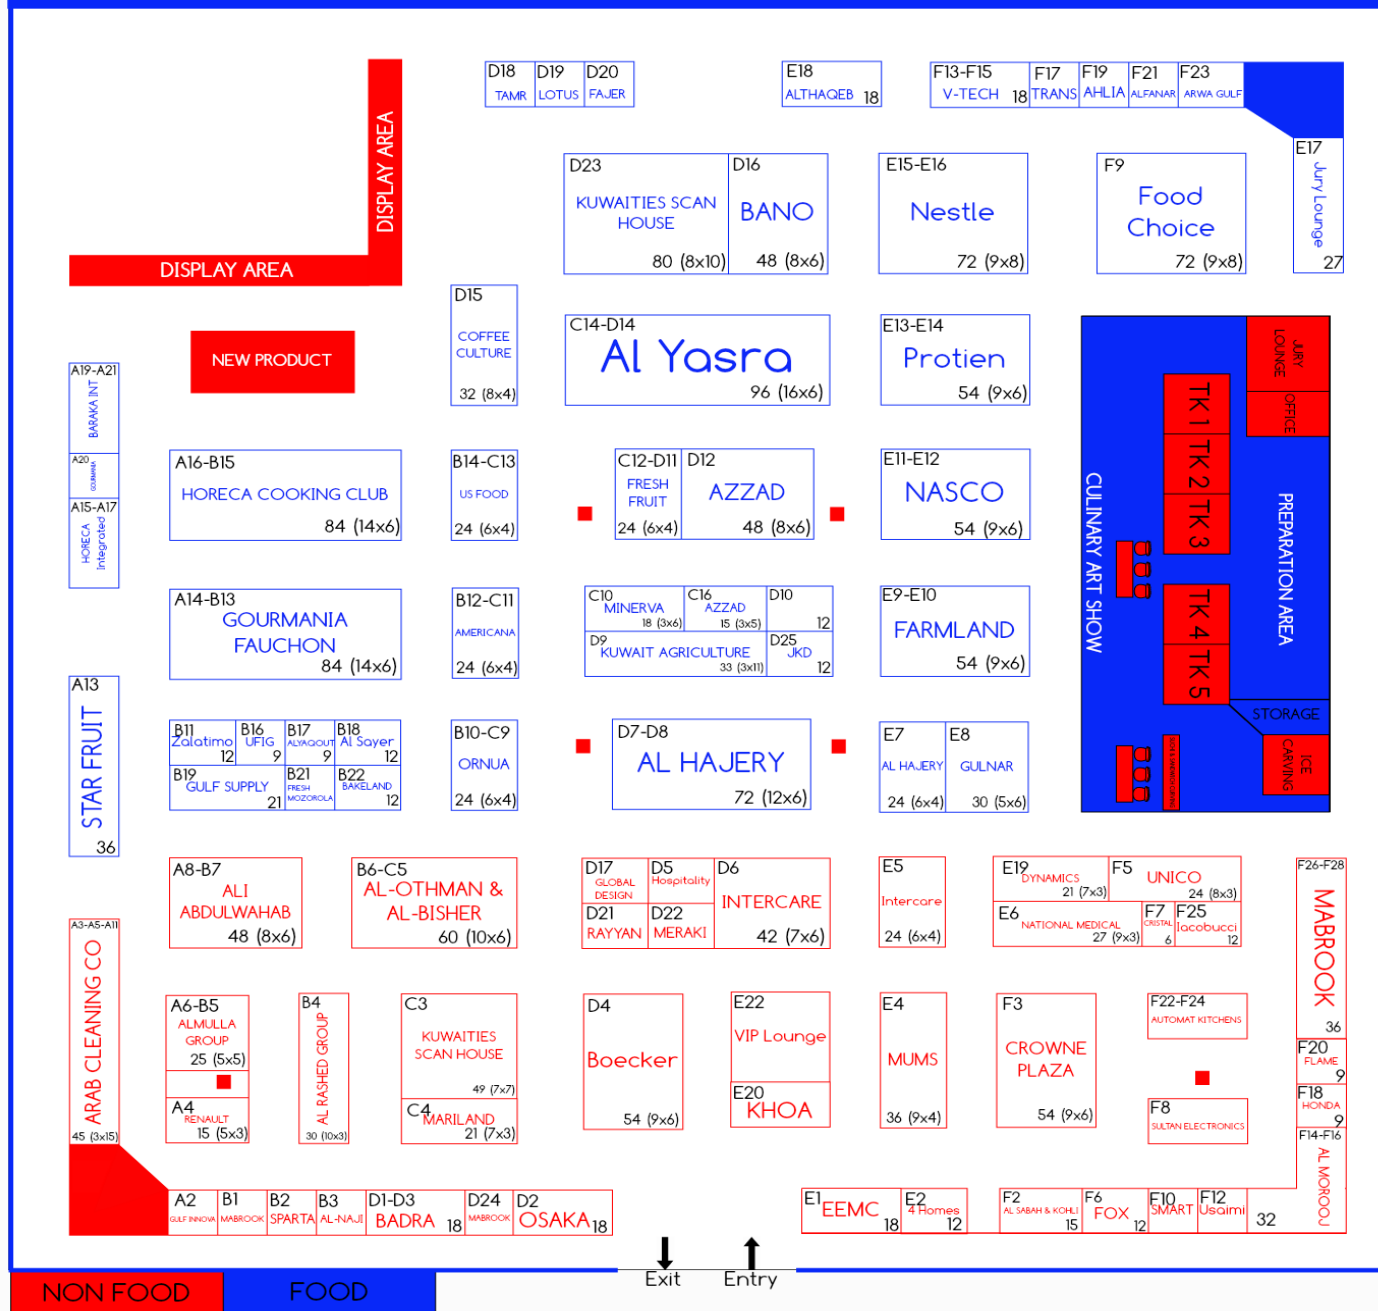 D18
TAMR
D19
LOTUS
D20
FAJER
E18
ALTHAQEB 18
F13-F15
V-TECH 18
F17
TRANS
F19
AHLIA
F21
ALFANAR
F23
ARWA GULF
E17
Jury Lounge
27
DISPLAY AREA
DISPLAY AREA
D23
KUWAITIES SCAN
HOUSE
80 (8x10)
D16
BANO
48 (8x6)
E15-E16
Nestle
72 (9x8)
F9
Food
Choice
72 (9x8)
NEW PRODUCT
D15
COFFEE
CULTURE
32 (8x4)
C14-D14
Al Yasra
96 (16x6)
E13-E14
Protien
54 (9x6)
JURY
LOUNGE
OFFICE
TK 1
TK 2
TK 3
TK 4
TK 5
CULINARY ART SHOW
PREPARATION AREA
STORAGE
ICE
CARVING
A19-A21
BARAKA INT
A20
GOURMANIA
A15-A17
HORECA
Integrated
A16-B15
HORECA COOKING CLUB
84 (14x6)
B14-C13
US FOOD
24 (6x4)
C12-D11
FRESH
FRUIT
24 (6x4)
D12
AZZAD
48 (8x6)
E11-E12
NASCO
54 (9x6)
A14-B13
GOURMANIA
FAUCHON
84 (14x6)
B12-C11
AMERICANA
24 (6x4)
C10
MINERVA
18 (3x6)
C16
AZZAD
15 (3x5)
D10
12
D9
KUWAIT AGRICULTURE
33 (3x11)
D25
JKD
12
E9-E10
FARMLAND
54 (9x6)
A13
STAR FRUIT
36
B11
Zalatimo
12
B16
UFIG
9
B17
ALYAQOUT
9
B18
Al Sayer
12
B19
GULF SUPPLY
21
B21
FRESH
MOZOROLA
B22
BAKELAND
12
B10-C9
ORNUA
24 (6x4)
D7-D8
AL HAJERY
72 (12x6)
E7
AL HAJERY
24 (6x4)
E8
GULNAR
30 (5x6)
A8-B7
ALI
ABDULWAHAB
48 (8x6)
B6-C5
AL-OTHMAN &
AL-BISHER
60 (10x6)
D17
GLOBAL
DESIGN
D5
Hospitality
D6
INTERCARE
42 (7x6)
D21
RAYYAN
D22
MERAKI
E5
Intercare
24 (6x4)
E19
DYNAMICS
21 (7x3)
F5
UNICO
24 (8x3)
E6
NATIONAL MEDICAL
27 (9x3)
F7
CRISTAL
6
F25
Iacobucci
12
F26-F28
MABROOK
36
A3-A5-A11
ARAB CLEANING CO
45 (3x15)
A6-B5
ALMULLA
GROUP
25 (5x5)
A4
RENAULT
15 (5x3)
B4
AL RASHED GROUP
30 (10x3)
C3
KUWAITIES
SCAN HOUSE
49 (7x7)
C4
MARILAND
21 (7x3)
D4
Boecker
54 (9x6)
E22
VIP Lounge
E20
KHOA
E4
MUMS
36 (9x4)
F3
CROWNE
PLAZA
54 (9x6)
F22-F24
AUTOMAT KITCHENS
F8
SULTAN ELECTRONICS
F20
FLAME
9
F18
HONDA
9
F14-F16
AL MOROOJ
32
A2
GULF INNOVA
B1
MABROOK
B2
SPARTA
B3
AL-NAJI
D1-D3
BADRA 18
D24
MABROOK
D2
OSAKA 18
E1
EEMC
18
E2
4 Homes
12
F2
AL SABAH & KOHLI
15
F6
FOX
12
F10
SMART
F12
Usaimi
Exit
Entry
NON FOOD
FOOD